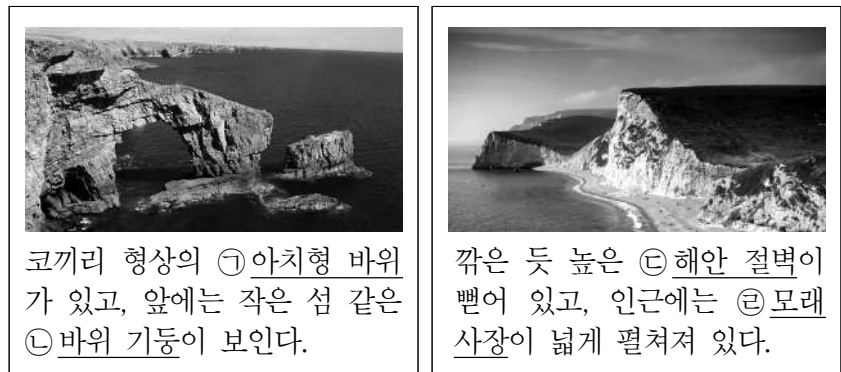 코끼리 형상의 ㉠아치형 바위
가 있고, 앞에는 작은 섬 같은
㉡바위 기둥이 보인다.
깎은 듯 높은 ㉢해안 절벽이
뻗어 있고, 인근에는 ㉣모래
사장이 넓게 펼쳐져 있다.